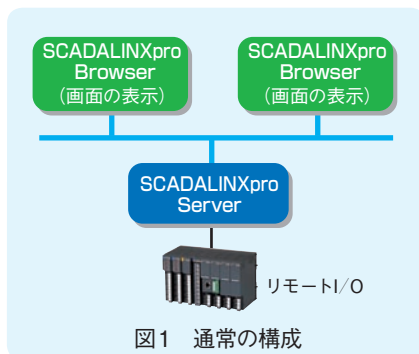 SCADALINXpro
Browser
(画面の表示)
SCADALINXpro
Browser
(画面の表示)
SCADALINXpro
Server
リモートI/O
図1 通常の構成